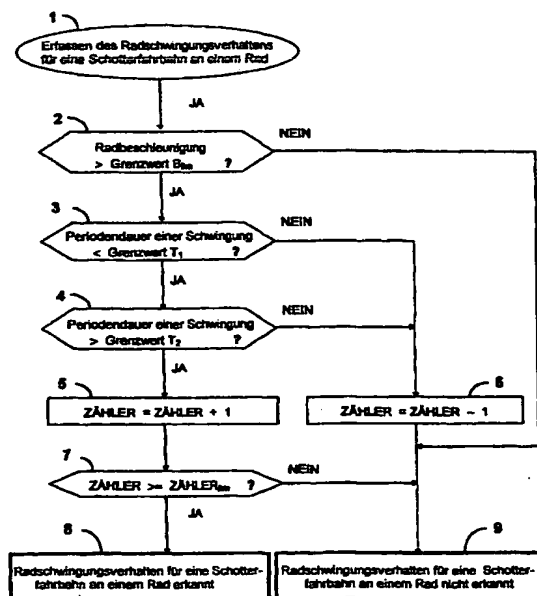 1
Erfassen des Radschwingungsverhaltens
für eine Schotterfahrbahn an einem Rad
JA
2
NEIN
Radbeschleunigung
> Grenzwert B ?
JA
3
NEIN
Periodendauer einer Schwingung
< Grenzwert T1 ?
JA
4
NEIN
Periodendauer einer Schwingung
> Grenzwert T2 ?
JA
5
ZÄHLER = ZÄHLER + 1
6
ZÄHLER = ZÄHLER - 1
7
NEIN
ZÄHLER >= ZÄHLER ?
JA
8
Radschwingungsverhalten für eine Schotter-
fahrbahn an einem Rad erkannt
9
Radschwingungsverhalten für eine Schotter-
fahrbahn an einem Rad nicht erkannt